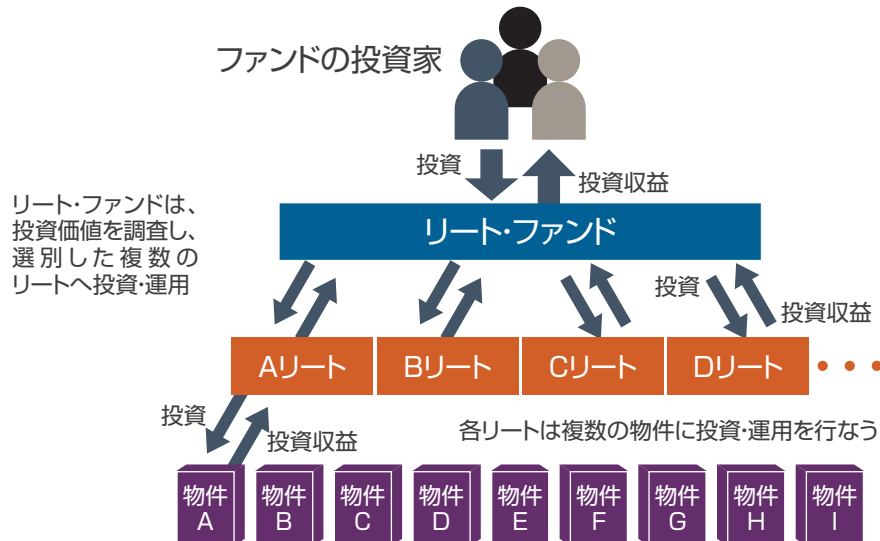 ファンドの投資家
投資
投資収益
リート・ファンドは、
投資価値を調査し、
選別した複数の
リートへ投資・運用
リート・ファンド
投資
投資収益
Aリート
Bリート
Cリート
Dリート
・・・
投資
投資収益
各リートは複数の物件に投資・運用を行なう
物件
A
物件
B
物件
C
物件
D
物件
E
物件
F
物件
G
物件
H
物件
I